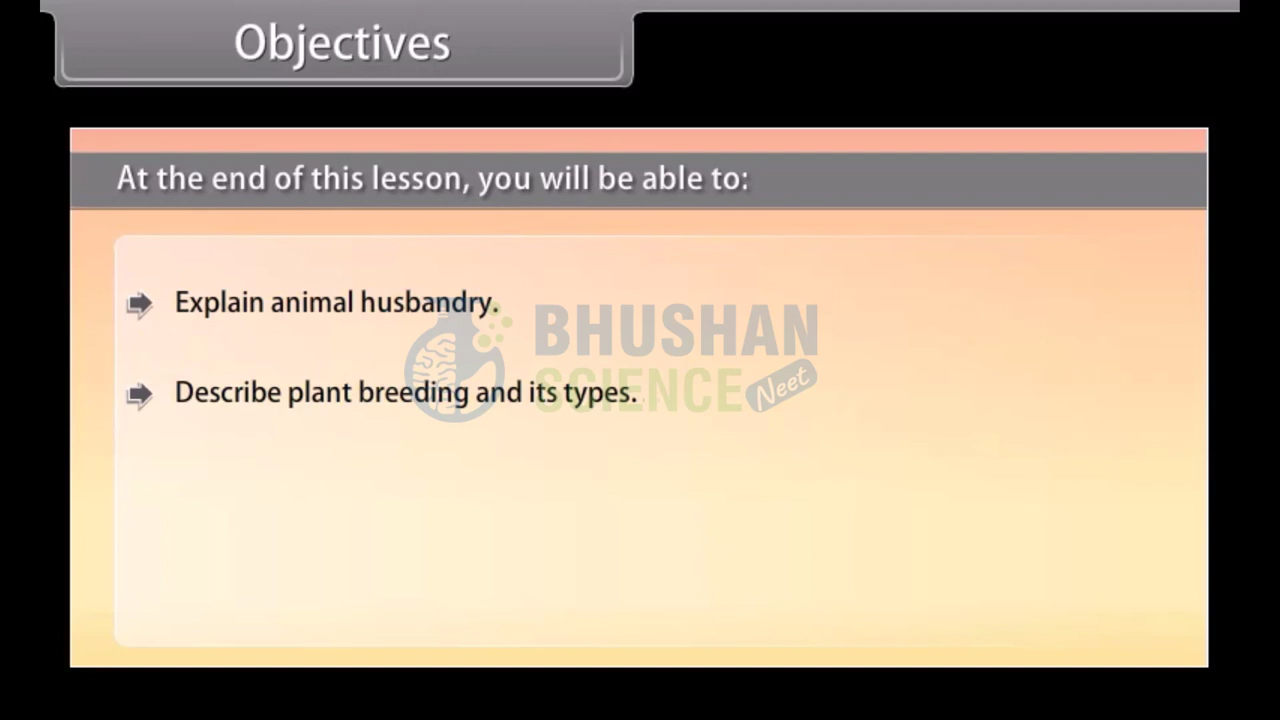 Objectives
At the end of this lesson, you will be able to:
Explain animal husbandry.
BHUSHAN
Describe plant breeding and its types.
SCIENCE Neet